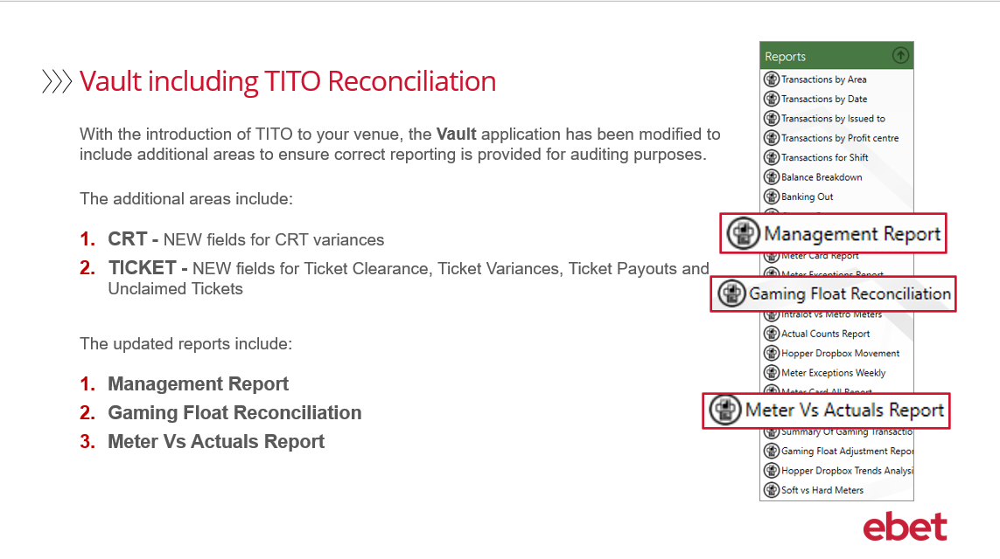 Vault including TITO Reconciliation
With the introduction of TITO to your venue, the Vault application has been modified to
include additional areas to ensure correct reporting is provided for auditing purposes.
The additional areas include:
1. CRT - NEW fields for CRT variances
2. TICKET - NEW fields for Ticket Clearance, Ticket Variances, Ticket Payouts and
Unclaimed Tickets
The updated reports include:
1. Management Report
2. Gaming Float Reconciliation
3. Meter Vs Actuals Report
Reports
Transactions by Area
Transactions by Date
Transactions by Issued to
Transactions by Profit centre
Transactions for Shift
Balance Breakdown
Banking Out
Management Report
Meter Card Report
Meter Exceptions Report
Gaming Float Reconciliation
Intralot vs Metro Meters
Actual Counts Report
Hopper Dropbox Movement
Meter Exceptions Weekly
Meter Card All Report
Meter Vs Actuals Report
Summary Of Gaming Transactio
Gaming Float Adjustment Repor
Hopper Dropbox Trends Analysi
Soft vs Hard Meters
ebet